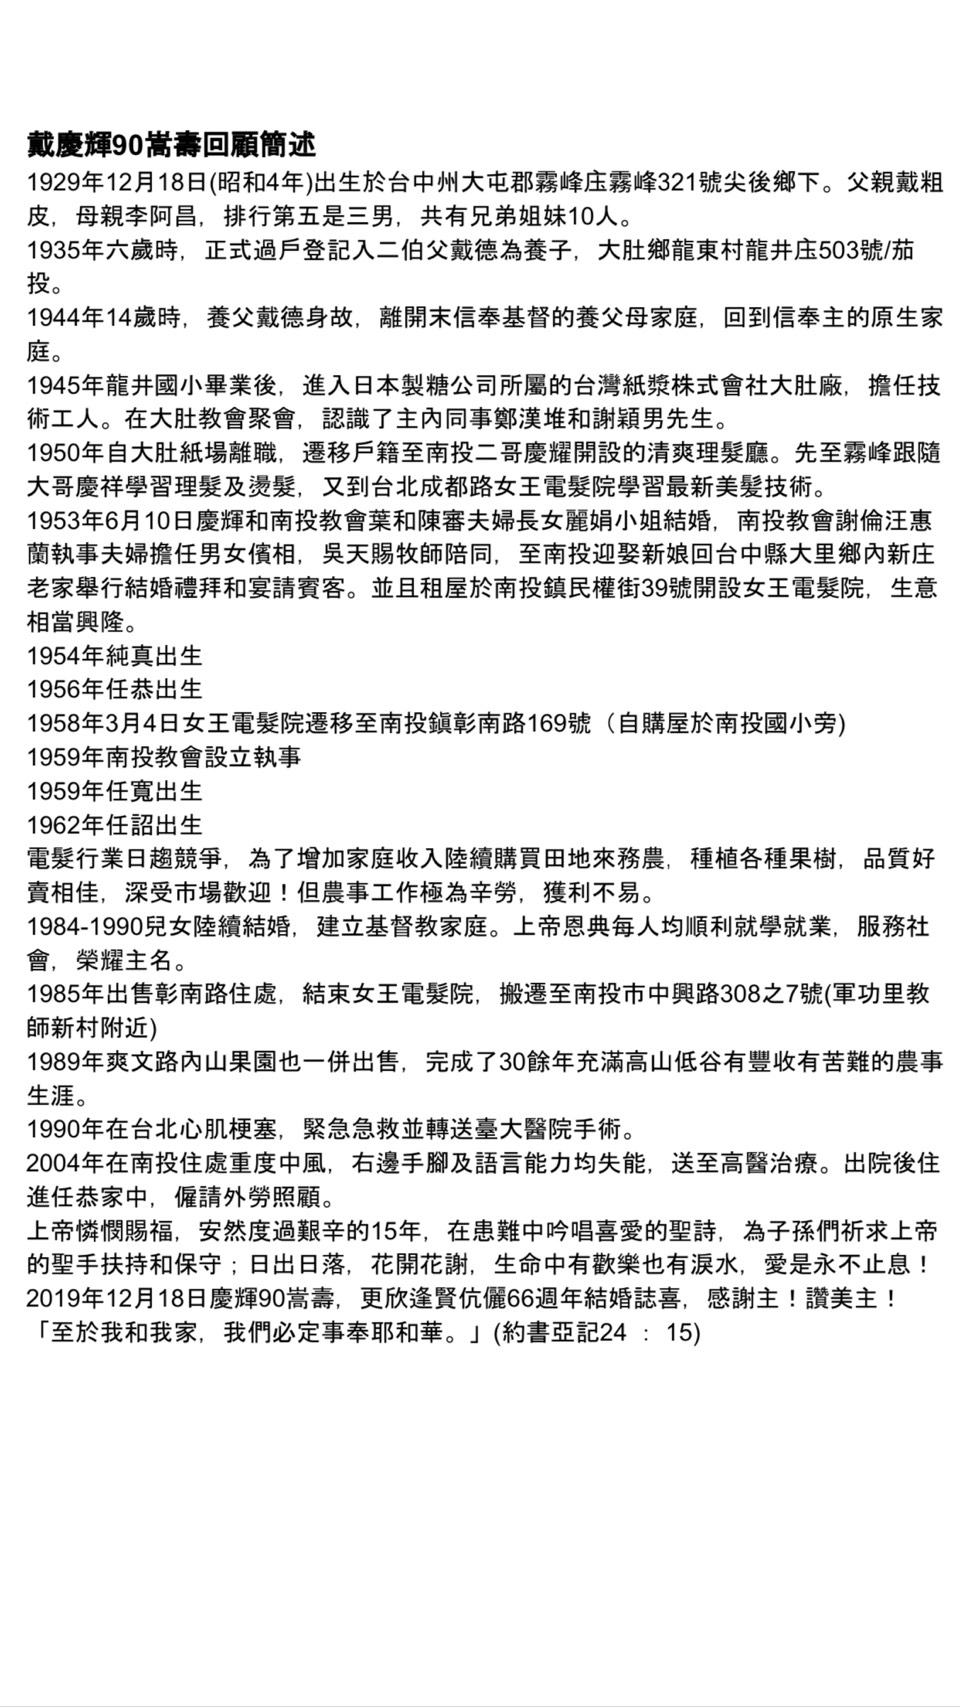 戴慶輝90嵩壽回顧簡述
1929年12月18日(昭和4年)出生於台中州大屯郡霧峰庄霧峰321號尖後鄉下。父親戴粗
皮，母親李阿昌，排行第五是三男，共有兄弟姐妹10人。
1935年六歲時，正式過戶登記入二伯父戴德為養子，大肚鄉龍東村龍井庄503號/茄
投。
1944年14歲時，養父戴德身故，離開末信奉基督的養父母家庭，回到信奉主的原生家
庭。
1945年龍井國小畢業後，進入日本製糖公司所屬的台灣紙漿株式會社大肚廠，擔任技
術工人。在大肚教會聚會，認識了主內同事鄭漢堆和謝穎男先生。
1950年自大肚紙場離職，遷移戶籍至南投二哥慶耀開設的清爽理髮廳。先至霧峰跟隨
大哥慶祥學習理髮及燙髮，又到台北成都路女王電髮院學習最新美髮技術。
1953年6月10日慶輝和南投教會葉和陳審夫婦長女麗娟小姐結婚，南投教會謝倫汪惠
蘭執事夫婦擔任男女儐相，吳天賜牧師陪同，至南投迎娶新娘回台中縣大里鄉內新庄
老家舉行結婚禮拜和宴請賓客。並且租屋於南投鎮民權街39號開設女王電髮院，生意
相當興隆。
1954年純真出生
1956年任恭出生
1958年3月4日女王電髮院遷移至南投鎭彰南路169號（自購屋於南投國小旁)
1959年南投教會設立執事
1959年任寬出生
1962年任詔出生
電髮行業日趨競爭，為了增加家庭收入陸續購買田地來務農，種植各種果樹，品質好
賣相佳，深受市場歡迎！但農事工作極為辛勞，獲利不易。
1984-1990兒女陸續結婚，建立基督教家庭。上帝恩典每人均順利就學就業，服務社
會，榮耀主名。
1985年出售彰南路住處，結束女王電髮院，搬遷至南投市中興路308之7號(軍功里教
師新村附近)
1989年爽文路內山果園也一併出售，完成了30餘年充滿高山低谷有豐收有苦難的農事
生涯。
1990年在台北心肌梗塞，緊急急救並轉送臺大醫院手術。
2004年在南投住處重度中風，右邊手腳及語言能力均失能，送至高醫治療。出院後住
進任恭家中，僱請外勞照顧。
上帝憐憫賜福，安然度過艱辛的15年，在患難中吟唱喜愛的聖詩，為子孫們祈求上帝
的聖手扶持和保守；日出日落，花開花謝，生命中有歡樂也有淚水，愛是永不止息！
2019年12月18日慶輝90嵩壽，更欣逢賢伉儷66週年結婚誌喜，感謝主！讚美主！
「至於我和我家，我們必定事奉耶和華。」(約書亞記24 ： 15)